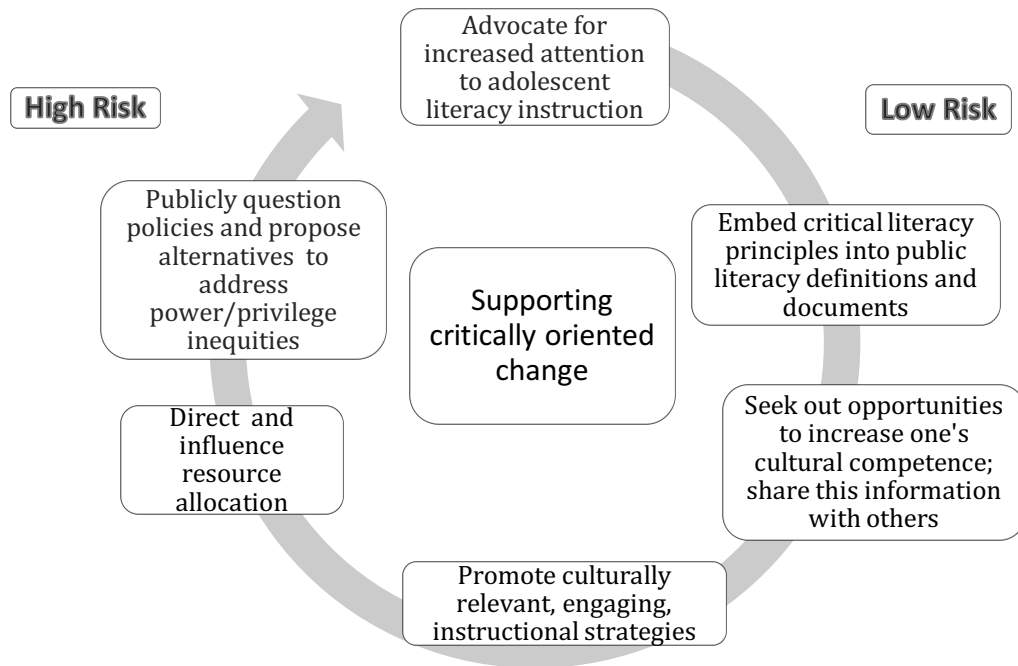 Advocate for
increased attention
to adolescent
literacy instruction
High Risk
Low Risk
Publicly question
policies and propose
alternatives to
address
power/privilege
inequities
Embed critical literacy
principles into public
literacy definitions and
documents
Supporting
critically oriented
change
Seek out opportunities
to increase one's
cultural competence;
share this information
with others
Direct and
influence
resource
allocation
Promote culturally
relevant, engaging,
instructional strategies